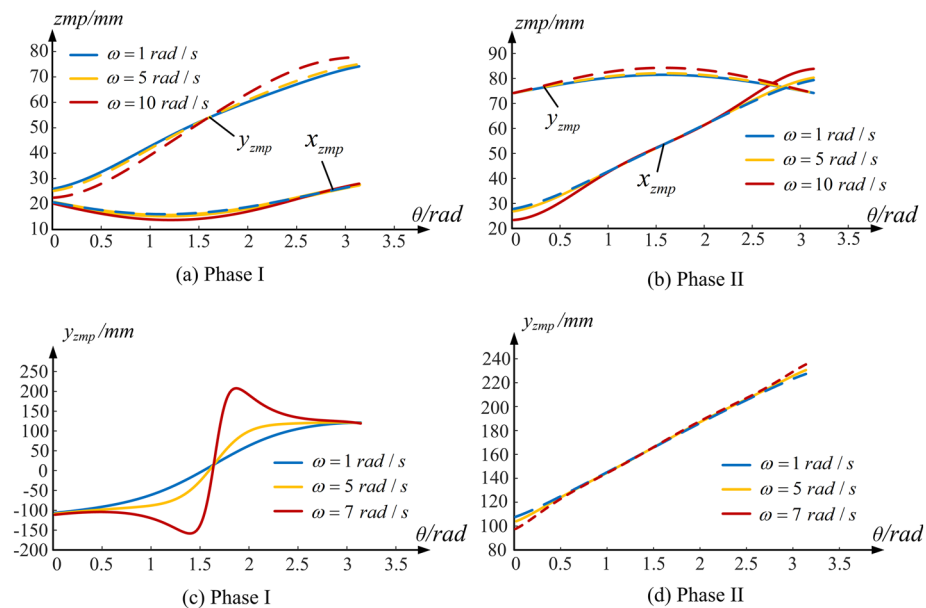 zmp/mm
80
70
60
50
40
30
20
10
ω = 1 rad / s
ω = 5 rad / s
ω = 10 rad / s
y_zmp
x_zmp
θ/rad
0 0.5 1 1.5 2 2.5 3 3.5
(a) Phase I
zmp/mm
100
90
80
70
60
50
40
30
20
y_zmp
x_zmp
ω = 1 rad / s
ω = 5 rad / s
ω = 10 rad / s
θ/rad
0 0.5 1 1.5 2 2.5 3 3.5
(b) Phase II
y_zmp /mm
250
200
150
100
50
0
-50
-100
-150
-200
ω = 1 rad / s
ω = 5 rad / s
ω = 7 rad / s
θ/rad
0 0.5 1 1.5 2 2.5 3 3.5
(c) Phase I
y_zmp /mm
240
220
200
180
160
140
120
100
80
ω = 1 rad / s
ω = 5 rad / s
ω = 7 rad / s
θ/rad
0 0.5 1 1.5 2 2.5 3 3.5
(d) Phase II